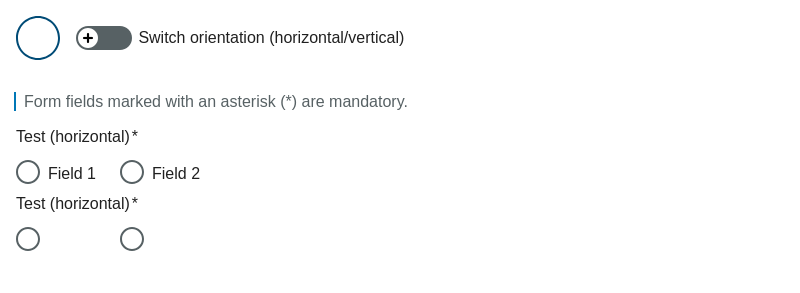 Switch orientation (horizontal/vertical)
Form fields marked with an asterisk (*) are mandatory.
Test (horizontal)*
Field 1 Field 2
Test (horizontal)*